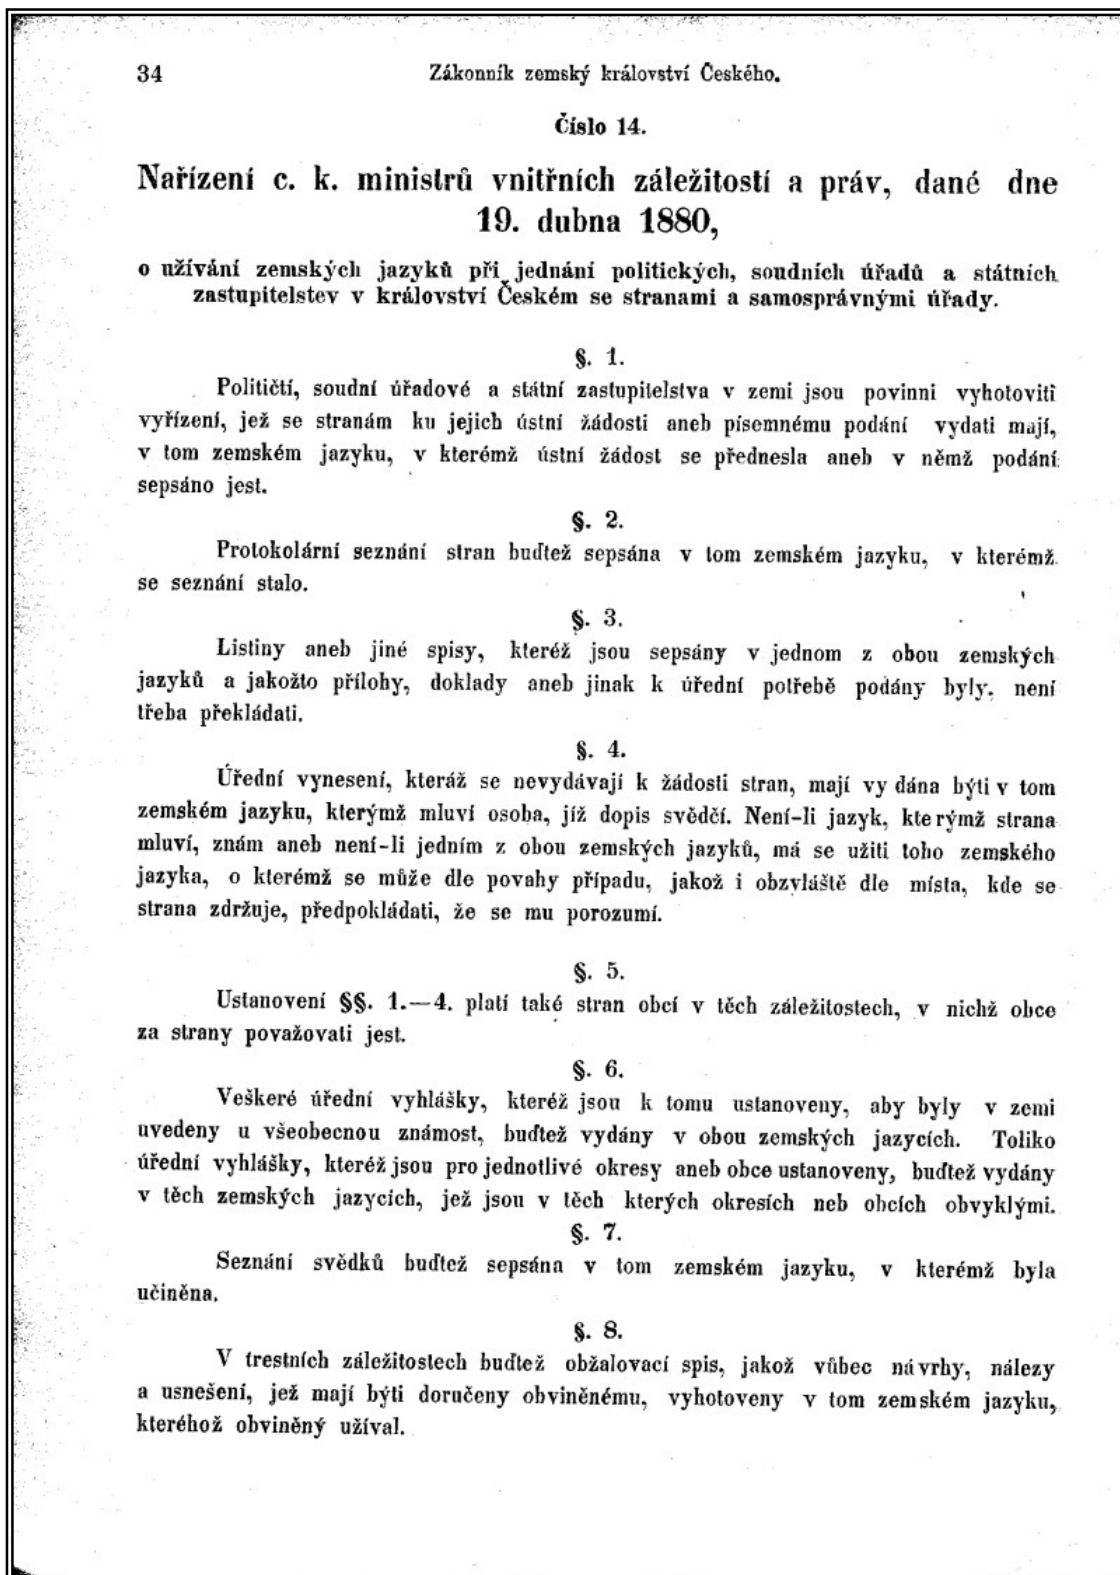 34
Zákonník zemský království Českého.
Číslo 14.
Nařízení c. k. ministrů vnitřních záležitostí a práv, dané dne
19. dubna 1880,
o užívání zemských jazyků při jednání politických, soudních úřadů a státních
zastupitelstev v království Českém se stranami a samosprávnými úřady.
§. 1.
Političtí, soudní úřadové a státní zastupitelstva v zemi jsou povinni vyhotoviti
vyřízení, jež se stranám ku jejich ústní žádosti aneb písemnému podání vydati mají,
v tom zemském jazyku, v kterémž ústní žádost se přednesla aneb v němž podání
sepsáno jest.
§. 2.
Protokolární seznání stran buďtež sepsána v tom zemském jazyku, v kterémž
se seznání stalo.
§. 3.
Listiny aneb jiné spisy, kteréž jsou sepsány v jednom z obou zemských
jazyků a jakožto přílohy, doklady aneb jinak k úřední potřebě podány byly, není
třeba překládati.
§. 4.
Úřední vynesení, kteráž se nevydávají k žádosti stran, mají vy dána býti v tom
zemském jazyku, kterýmž mluví osoba, jíž dopis svědčí. Není-li jazyk, kte rýmž strana
mluví, znám aneb není-li jedním z obou zemských jazyků, má se užiti toho zemského
jazyka, o kterémž se může dle povahy případu, jakož i obzvláště dle místa, kde se
strana zdržuje, předpokládati, že se mu porozumí.
§. 5.
Ustanovení §§. 1.—4. platí také stran obcí v těch záležitostech, v nichž obce
za strany považovati jest.
§. 6.
Veškeré úřední vyhlášky, kteréž jsou k tomu ustanoveny, aby byly v zemi
uvedeny u všeobecnou známost, buďtež vydány v obou zemských jazycích. Toliko
úřední vyhlášky, kteréž jsou pro jednotlivé okresy aneb obce ustanoveny, buďtež vydány
v těch zemských jazycích, jež jsou v těch kterých okresích neb obcích obvyklými.
§. 7.
Seznání svědků buďtež sepsána v tom zemském jazyku, v kterémž byla
učiněna.
§. 8.
V trestních záležitostech buďtež obžalovací spis, jakož vůbec návrhy, nálezy
a usnešení, jež mají býti doručeny obviněnému, vyhotoveny v tom zemském jazyku,
kteréhož obviněný užíval.